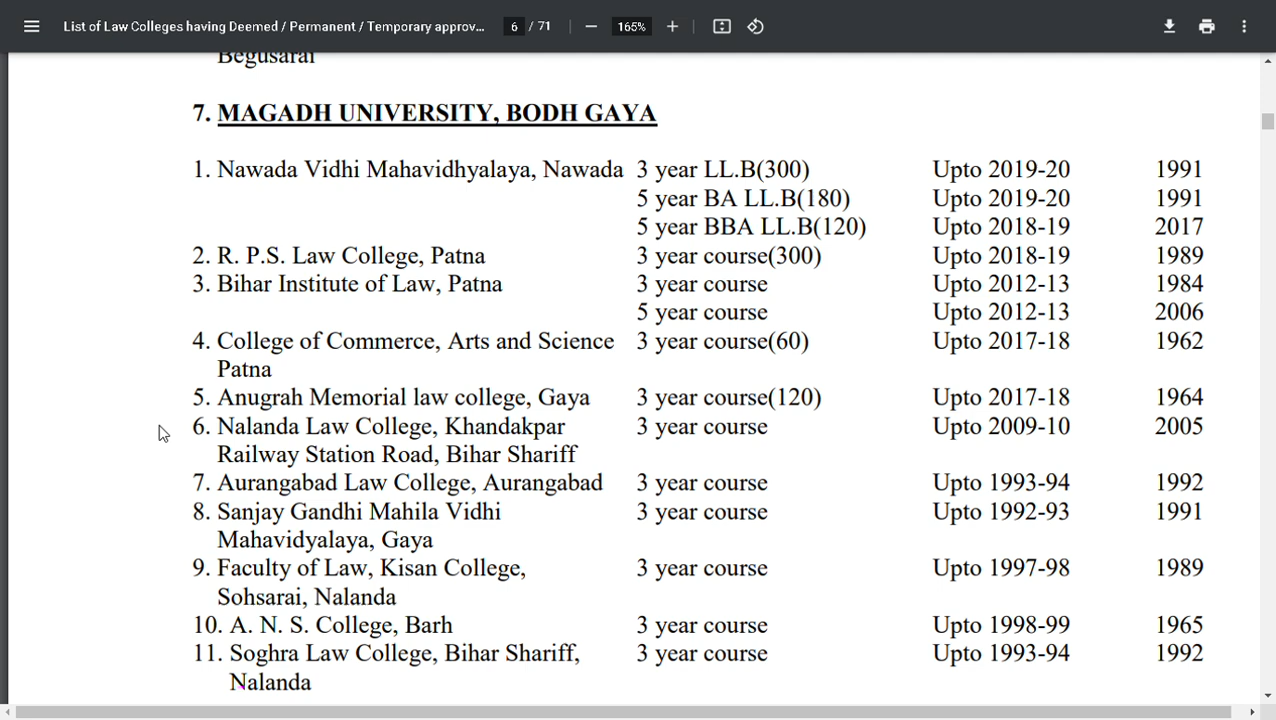 List of Law Colleges having Deemed / Permanent / Temporary approv... 6 / 71 165%
Begusarai
7. MAGADH UNIVERSITY, BODH GAYA
1. Nawada Vidhi Mahavidhyalaya, Nawada 3 year LL.B(300) Upto 2019-20 1991
5 year BA LL.B(180) Upto 2019-20 1991
5 year BBA LL.B(120) Upto 2018-19 2017
2. R. P.S. Law College, Patna 3 year course(300) Upto 2018-19 1989
3. Bihar Institute of Law, Patna 3 year course Upto 2012-13 1984
5 year course Upto 2012-13 2006
4. College of Commerce, Arts and Science 3 year course(60) Upto 2017-18 1962
Patna
5. Anugrah Memorial law college, Gaya 3 year course(120) Upto 2017-18 1964
6. Nalanda Law College, Khandakpar 3 year course Upto 2009-10 2005
Railway Station Road, Bihar Shariff
7. Aurangabad Law College, Aurangabad 3 year course Upto 1993-94 1992
8. Sanjay Gandhi Mahila Vidhi 3 year course Upto 1992-93 1991
Mahavidyalaya, Gaya
9. Faculty of Law, Kisan College, 3 year course Upto 1997-98 1989
Sohsarai, Nalanda
10. A. N. S. College, Barh 3 year course Upto 1998-99 1965
11. Soghra Law College, Bihar Shariff, 3 year course Upto 1993-94 1992
Nalanda